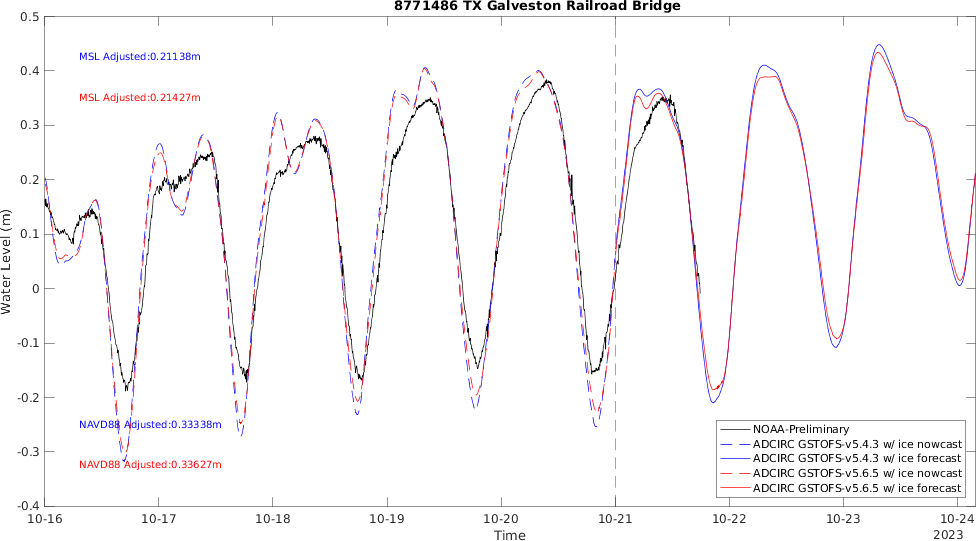 8771486 TX Galveston Railroad Bridge
0.5
0.4
0.3
0.2
0.1
0
-0.1
-0.2
-0.3
-0.4
Water Level (m)
MSL Adjusted:0.21138m
MSL Adjusted:0.21427m
NAVD88 Adjusted:0.33338m
NAVD88 Adjusted:0.33627m
NOAA-Preliminary
ADCIRC GSTOFS-v5.4.3 w/ ice nowcast
ADCIRC GSTOFS-v5.4.3 w/ ice forecast
ADCIRC GSTOFS-v5.6.5 w/ ice nowcast
ADCIRC GSTOFS-v5.6.5 w/ ice forecast
10-16 10-17 10-18 10-19 10-20 10-21 10-22 10-23 10-24
Time
2023